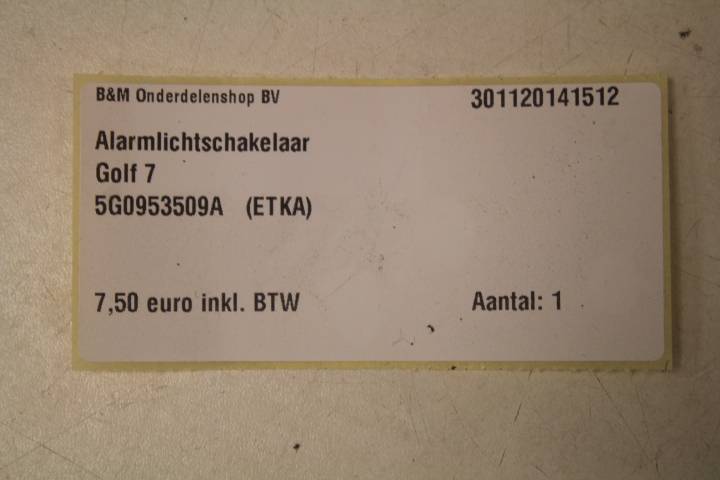 B&M Onderdelenshop BV 301120141512
Alarmlichtschakelaar
Golf 7
5G0953509A (ETKA)
7,50 euro inkl. BTW Aantal: 1